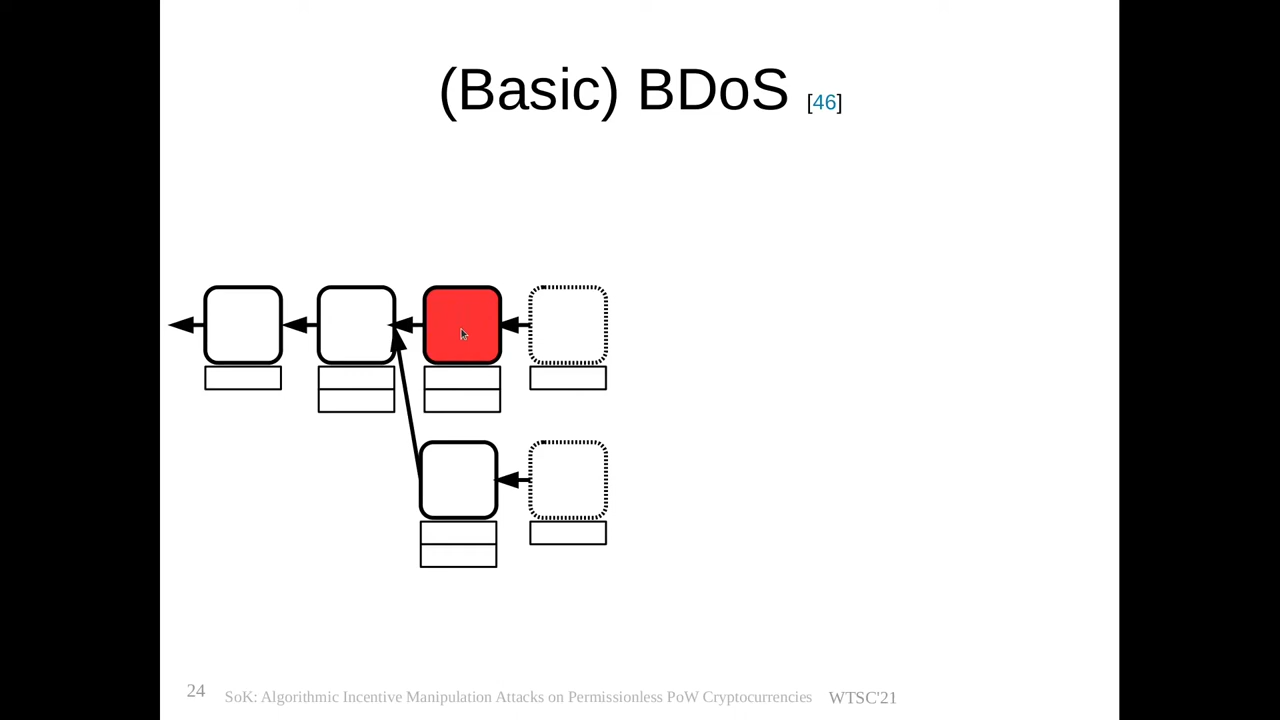 (Basic) BDoS [46]
24 SoK: Algorithmic Incentive Manipulation Attacks on Permissionless PoW Cryptocurrencies WTSC'21